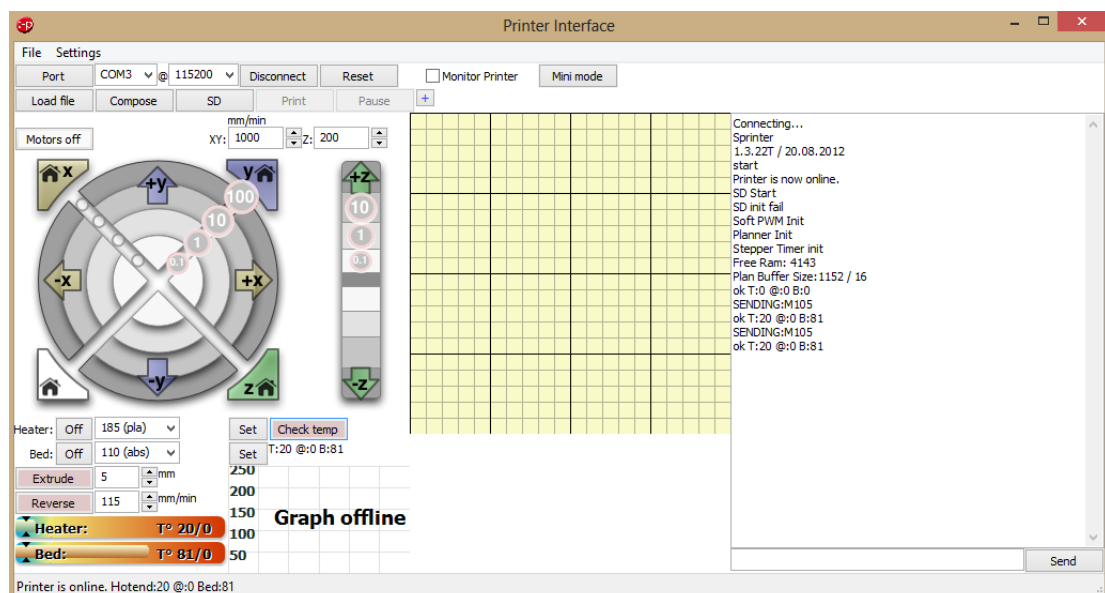 Printer Interface
File Settings
Port COM3 @ 115200 Disconnect Reset Monitor Printer Mini mode
Load file Compose SD Print Pause +
mm/min
Motors off XY: 1000 Z: 200
x +y y +z
100
10 10
1 1
0.1 0.1
-x +x
-y z -z
Heater: Off 185 (pla) Set Check temp
Bed: Off 110 (abs) Set T:20 @:0 B:81
Extrude 5 mm
Reverse 115 mm/min
Heater: T° 20/0
Bed: T° 81/0
250
200
150
100
50
Graph offline
Connecting...
Sprinter
1.3.22T / 20.08.2012
start
Printer is now online.
SD Start
SD init fail
Soft PWM Init
Planner Init
Stepper Timer init
Free Ram: 4143
Plan Buffer Size:1152 / 16
ok T:0 @:0 B:0
SENDING:M105
ok T:20 @:0 B:81
SENDING:M105
ok T:20 @:0 B:81
Send
Printer is online. Hotend:20 @:0 Bed:81